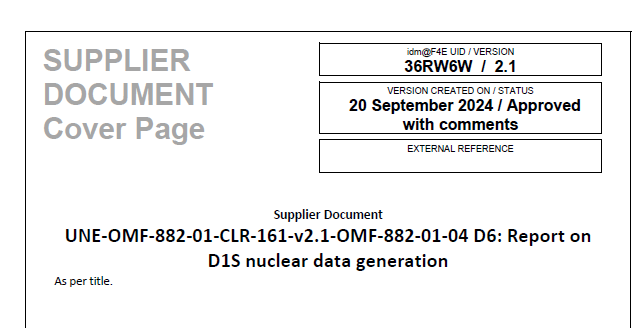 SUPPLIER
DOCUMENT
Cover Page
idm@F4E UID / VERSION
36RW6W / 2.1
VERSION CREATED ON / STATUS
20 September 2024 / Approved
with comments
EXTERNAL REFERENCE
Supplier Document
UNE-OMF-882-01-CLR-161-v2.1-OMF-882-01-04 D6: Report on
D1S nuclear data generation
As per title.